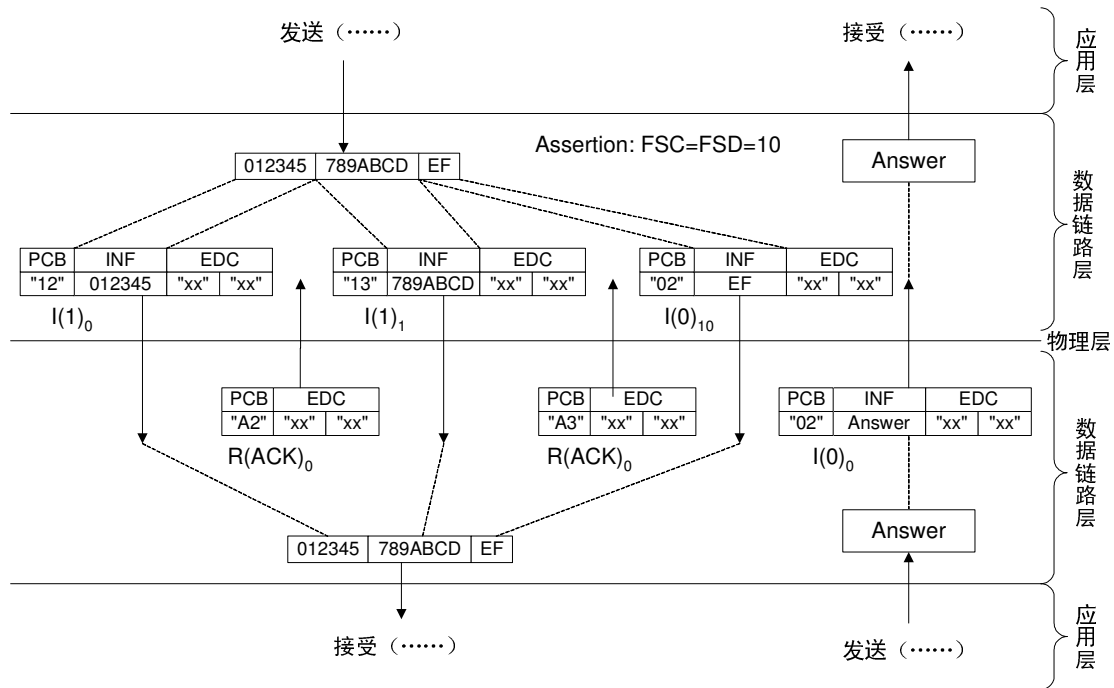 发送（……） 接受（……）
应用层
Assertion: FSC=FSD=10
012345 789ABCD EF
Answer
数据链路层
PCB INF EDC PCB INF EDC PCB INF EDC
"12" 012345 "xx" "xx" "13" 789ABCD "xx" "xx" "02" EF "xx" "xx"
I(1)0 I(1)1 I(0)10
物理层
PCB EDC PCB EDC PCB INF EDC
"A2" "xx" "xx" "A3" "xx" "xx" "02" Answer "xx" "xx"
R(ACK)0 R(ACK)0 I(0)0
数据链路层
Answer
012345 789ABCD EF
接受（……） 发送（……）
应用层